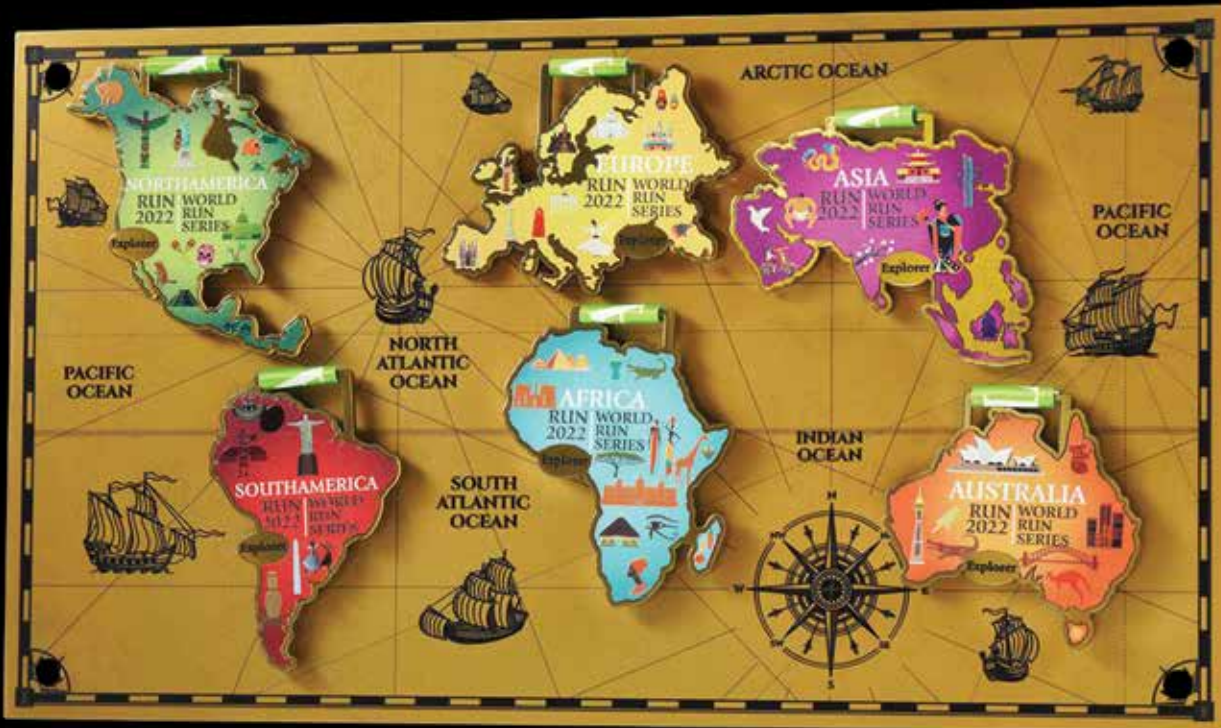 ARCTIC OCEAN
NORTHAMERICA
RUN WORLD
2022 RUN
SERIES
Explorer
EUROPE
RUN WORLD
2022 RUN
SERIES
Explorer
ASIA
RUN WORLD
2022 RUN
SERIES
Explorer
PACIFIC
OCEAN
PACIFIC
OCEAN
NORTH
ATLANTIC
OCEAN
SOUTHAMERICA
RUN WORLD
2022 RUN
SERIES
Explorer
AFRICA
RUN WORLD
2022 RUN
SERIES
Explorer
SOUTH
ATLANTIC
OCEAN
INDIAN
OCEAN
AUSTRALIA
RUN WORLD
2022 RUN
SERIES
Explorer
N
W
E
SW
SE
S